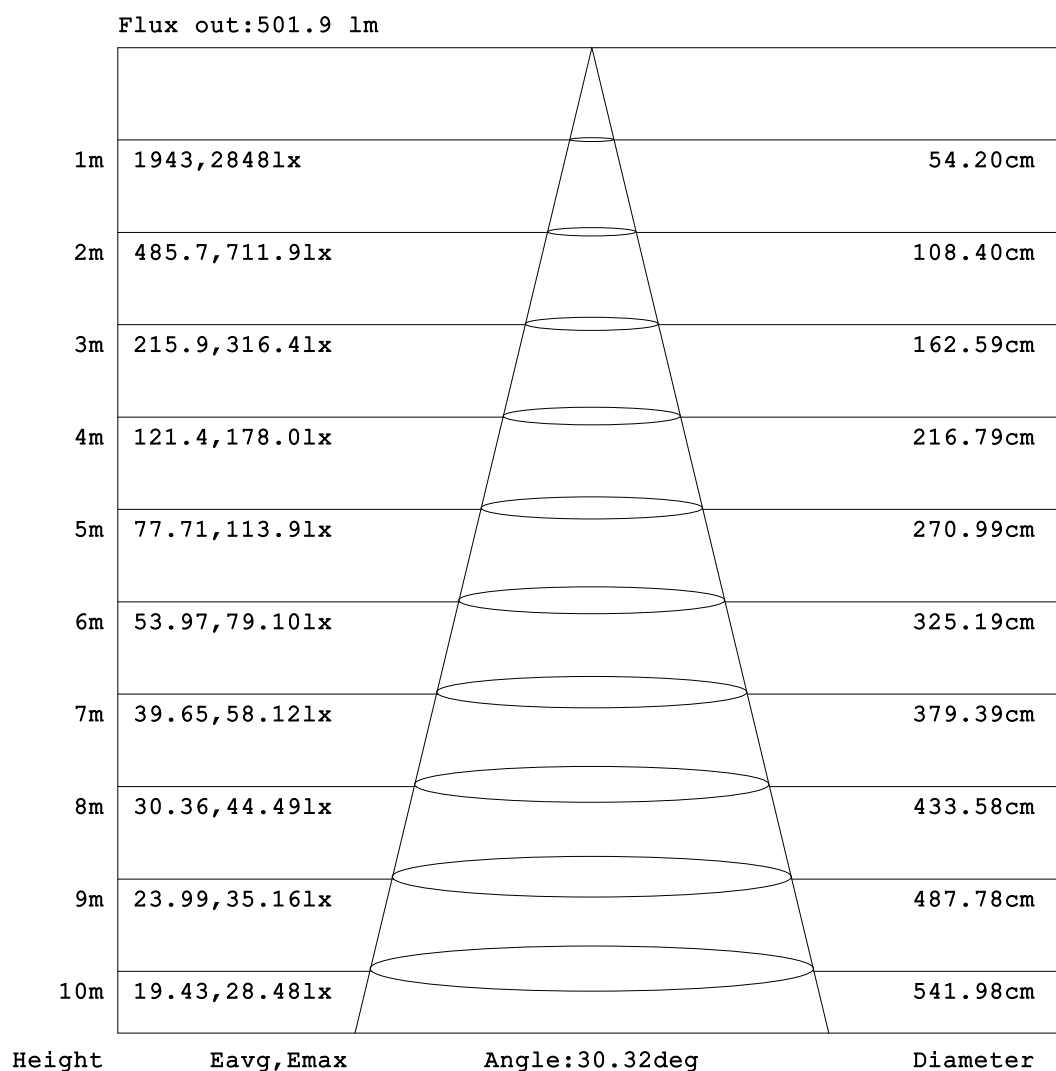 Flux out:501.9 lm
1m 1943,2848lx 54.20cm
2m 485.7,711.9lx 108.40cm
3m 215.9,316.4lx 162.59cm
4m 121.4,178.0lx 216.79cm
5m 77.71,113.9lx 270.99cm
6m 53.97,79.10lx 325.19cm
7m 39.65,58.12lx 379.39cm
8m 30.36,44.49lx 433.58cm
9m 23.99,35.16lx 487.78cm
10m 19.43,28.48lx 541.98cm
Height Eavg,Emax Angle:30.32deg Diameter